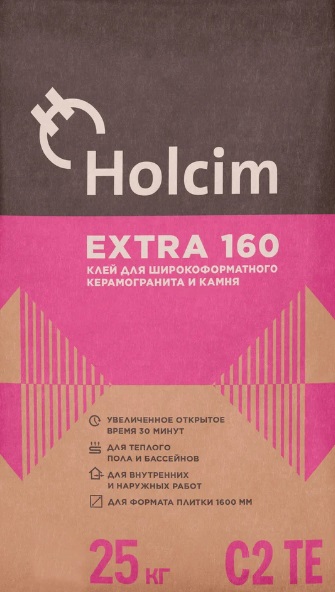 Holcim
EXTRA 160
КЛЕЙ ДЛЯ ШИРОКОФОРМАТНОГО
КЕРАМОГРАНИТА И КАМНЯ
УВЕЛИЧЕННОЕ ОТКРЫТОЕ
ВРЕМЯ 30 МИНУТ
ДЛЯ ТЕПЛОГО
ПОЛА И БАССЕЙНОВ
ДЛЯ ВНУТРЕННИХ
И НАРУЖНЫХ РАБОТ
ДЛЯ ФОРМАТА ПЛИТКИ 1600 ММ
25 КГ
C2 TE